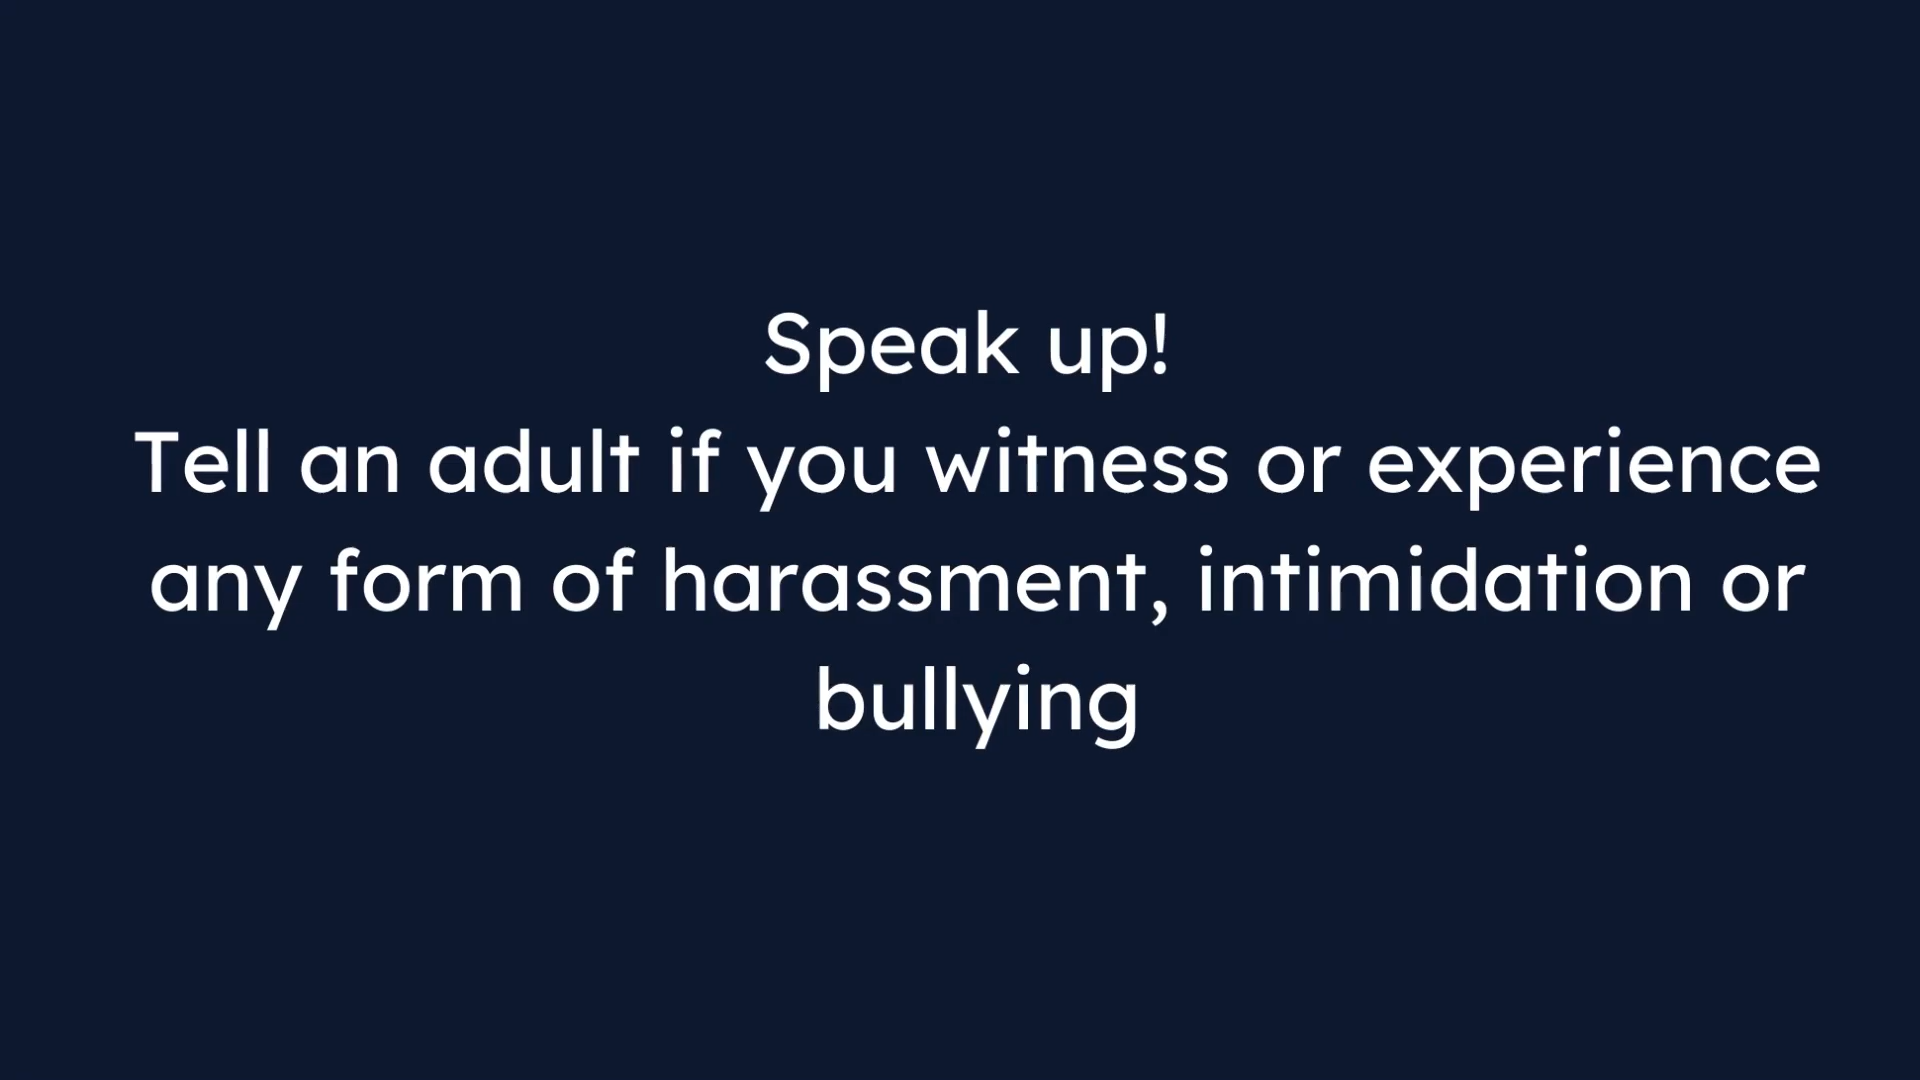 Speak up!
Tell an adult if you witness or experience
any form of harassment, intimidation or
bullying